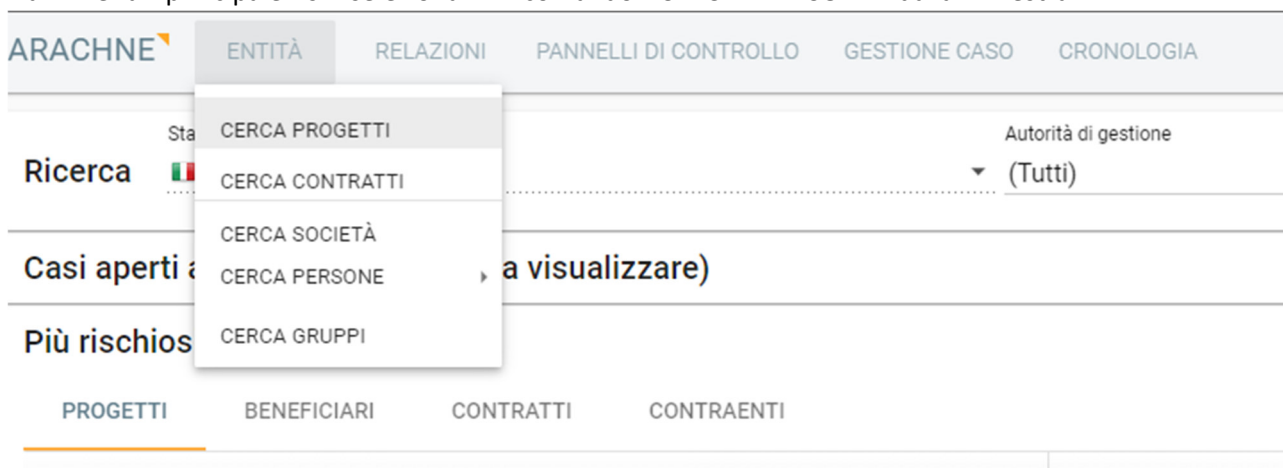 ARACHNE ENTITÀ RELAZIONI PANNELLI DI CONTROLLO GESTIONE CASO CRONOLOGIA
CERCA PROGETTI
Autorità di gestione
Ricerca
CERCA CONTRATTI
(Tutti)
CERCA SOCIETÀ
Casi aperti
CERCA PERSONE
a visualizzare)
Più rischios
CERCA GRUPPI
PROGETTI BENEFICIARI CONTRATTI CONTRAENTI